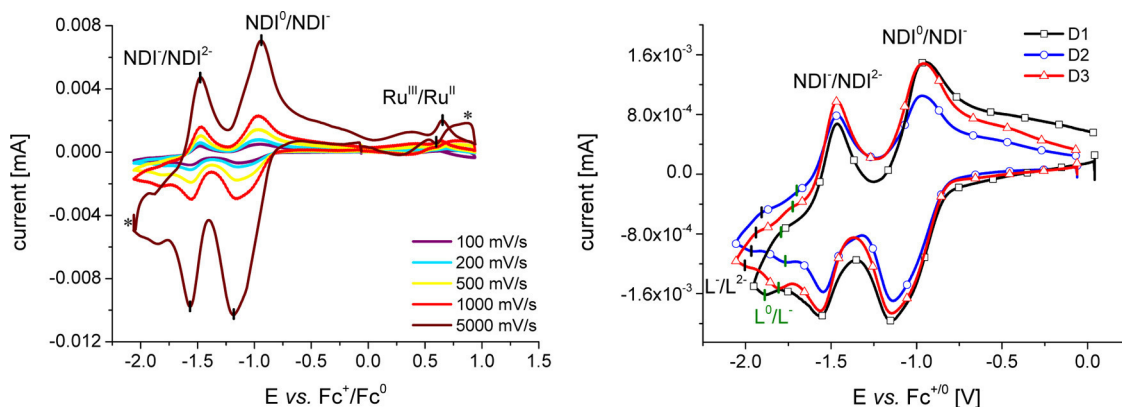 NDI⁰/NDI⁻
NDI⁻/NDI²⁻
Ruᴵᴵᴵ/Ruᴵᴵ
*
*
0.008
0.004
0.000
-0.004
-0.008
-0.012
current [mA]
100 mV/s
200 mV/s
500 mV/s
1000 mV/s
5000 mV/s
-2.0 -1.5 -1.0 -0.5 0.0 0.5 1.0 1.5
E vs. Fc⁺/Fc⁰
NDI⁰/NDI⁻
NDI⁻/NDI²⁻
D1
D2
D3
1.6x10⁻³
8.0x10⁻⁴
0.0
-8.0x10⁻⁴
-1.6x10⁻³
current [mA]
L⁻/L²⁻
L⁰/L⁻
-2.0 -1.5 -1.0 -0.5 0.0
E vs. Fc⁺ᐟ⁰ [V]